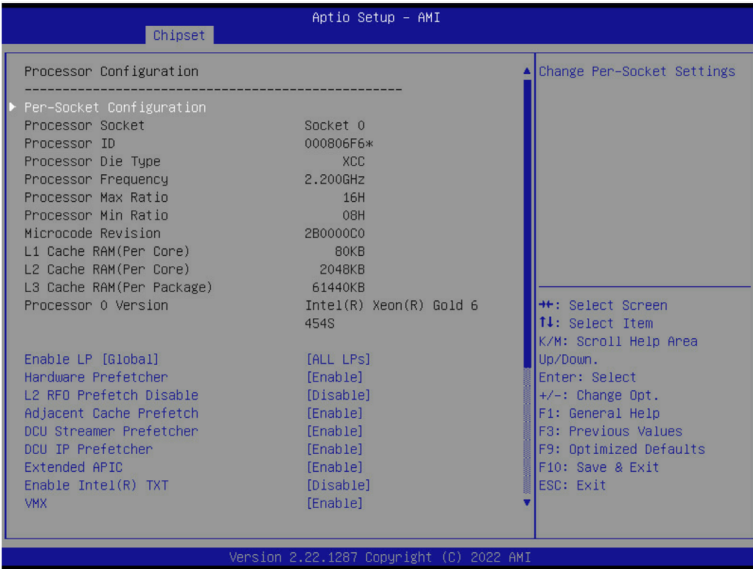 Aptio Setup – AMI
Chipset
Processor Configuration
--------------------------------------------------
Per-Socket Configuration
Processor Socket Socket 0
Processor ID 000806F6*
Processor Die Type XCC
Processor Frequency 2.200GHz
Processor Max Ratio 16H
Processor Min Ratio 08H
Microcode Revision 2B0000C0
L1 Cache RAM(Per Core) 80KB
L2 Cache RAM(Per Core) 2048KB
L3 Cache RAM(Per Package) 61440KB
Processor 0 Version Intel(R) Xeon(R) Gold 6
454S
Enable LP [Global] [ALL LPs]
Hardware Prefetcher [Enable]
L2 RFO Prefetch Disable [Disable]
Adjacent Cache Prefetch [Enable]
DCU Streamer Prefetcher [Enable]
DCU IP Prefetcher [Enable]
Extended APIC [Enable]
Enable Intel(R) TXT [Disable]
VMX [Enable]
Change Per-Socket Settings
→←: Select Screen
↑↓: Select Item
K/M: Scroll Help Area
Up/Down.
Enter: Select
+/-: Change Opt.
F1: General Help
F3: Previous Values
F9: Optimized Defaults
F10: Save & Exit
ESC: Exit
Version 2.22.1287 Copyright (C) 2022 AMI